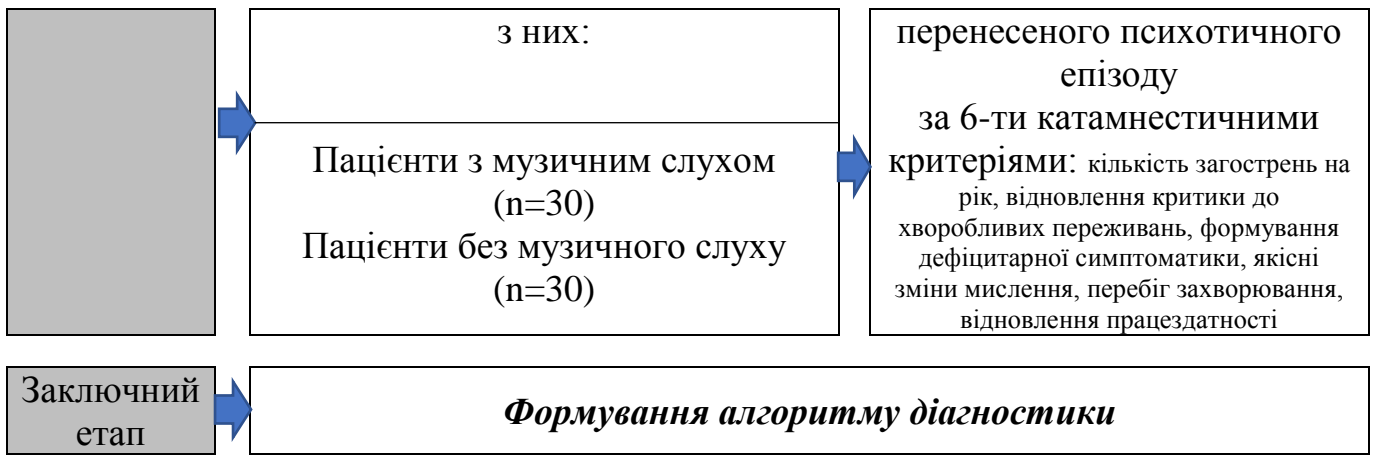 з них:
Пацієнти з музичним слухом
(n=30)
Пацієнти без музичного слуху
(n=30)
перенесеного психотичного
епізоду
за 6-ти катамнестичними
критеріями: кількість загострень на
рік, відновлення критики до
хворобливих переживань, формування
дефіцитарної симптоматики, якісні
зміни мислення, перебіг захворювання,
відновлення працездатності
Заключний
етап
Формування алгоритму діагностики